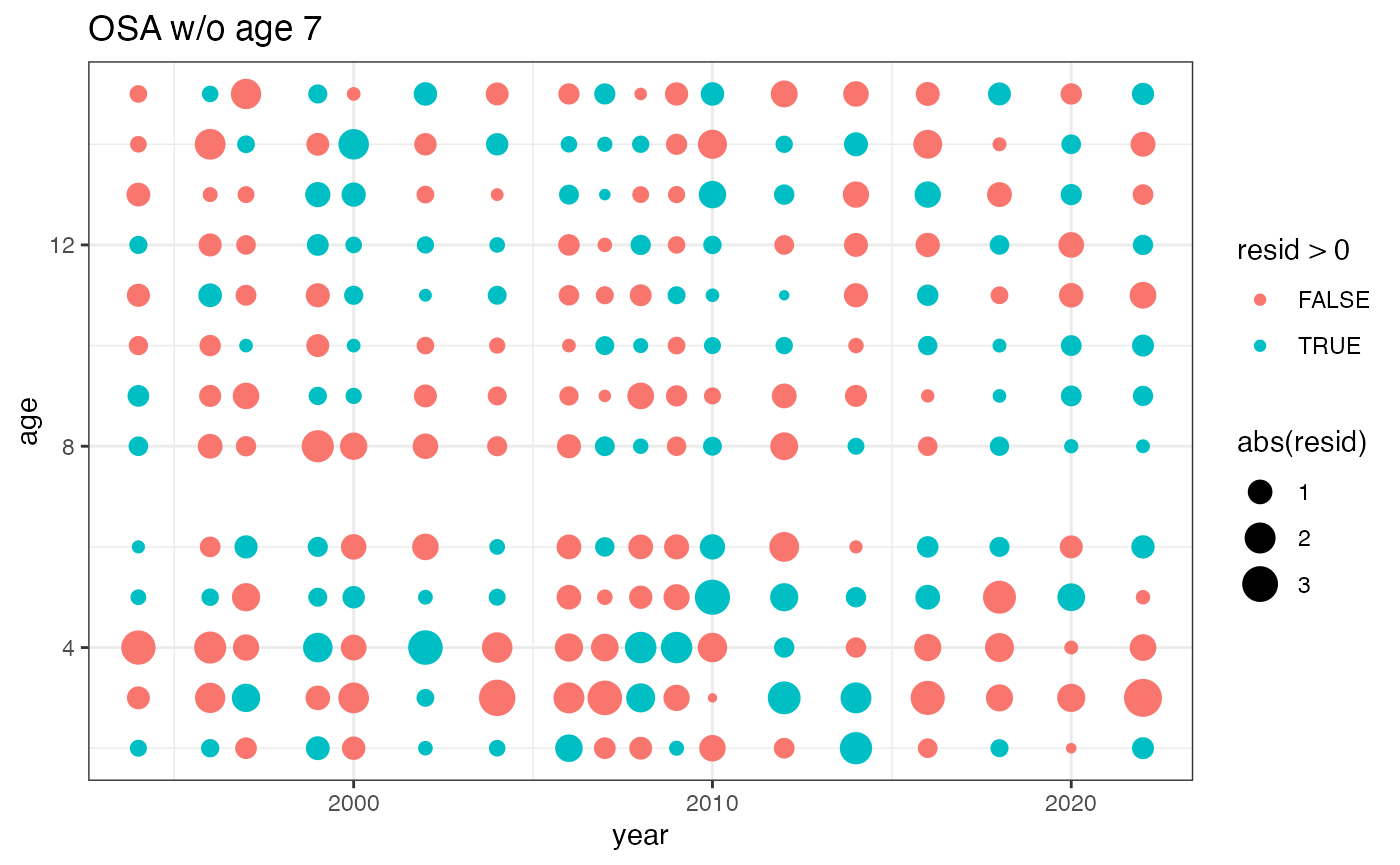 OSA w/o age 7
12
8
4
age
2000
2010
2020
year
resid > 0
FALSE
TRUE
abs(resid)
1
2
3